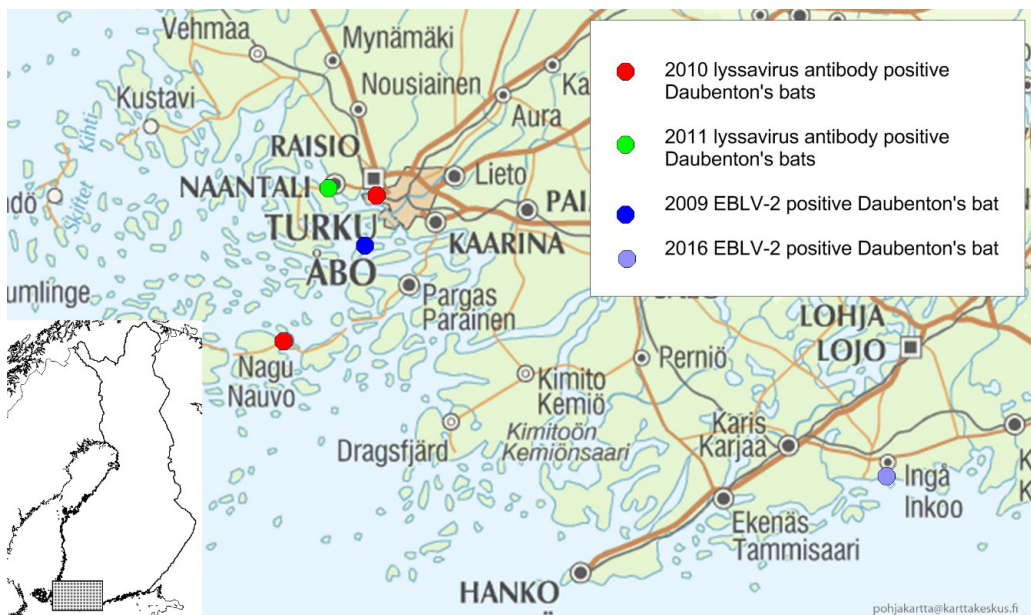 2010 lyssavirus antibody positive
Daubenton's bats
2011 lyssavirus antibody positive
Daubenton's bats
2009 EBLV-2 positive Daubenton's bat
2016 EBLV-2 positive Daubenton's bat
Vehmaa
Mynämäki
Nousiainen
Kustavi
Aura
Kihti
Skiftet
RAISIO
Lieto
NAANTALI
TURKU
ÅBO
KAARINA
Pargas
Parainen
LOHJA
LOJO
Nagu
Nauvo
Perniö
Kimito
Kemiö
Dragsfjärd
Kimitoön
Kemiönsaari
Karis
Karjaa
Ingå
Inkoo
Ekenäs
Tammisaari
HANKO
pohjakartta@karttakeskus.fi